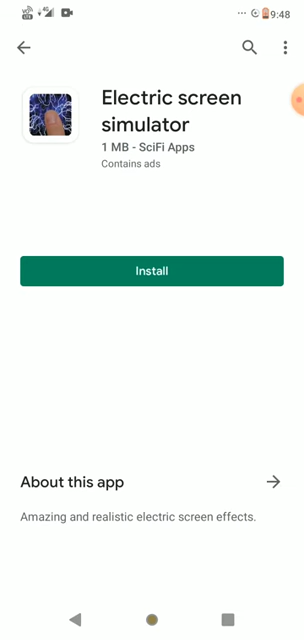 9:48
Electric screen
simulator
1 MB - SciFi Apps
Contains ads
Install
About this app
Amazing and realistic electric screen effects.